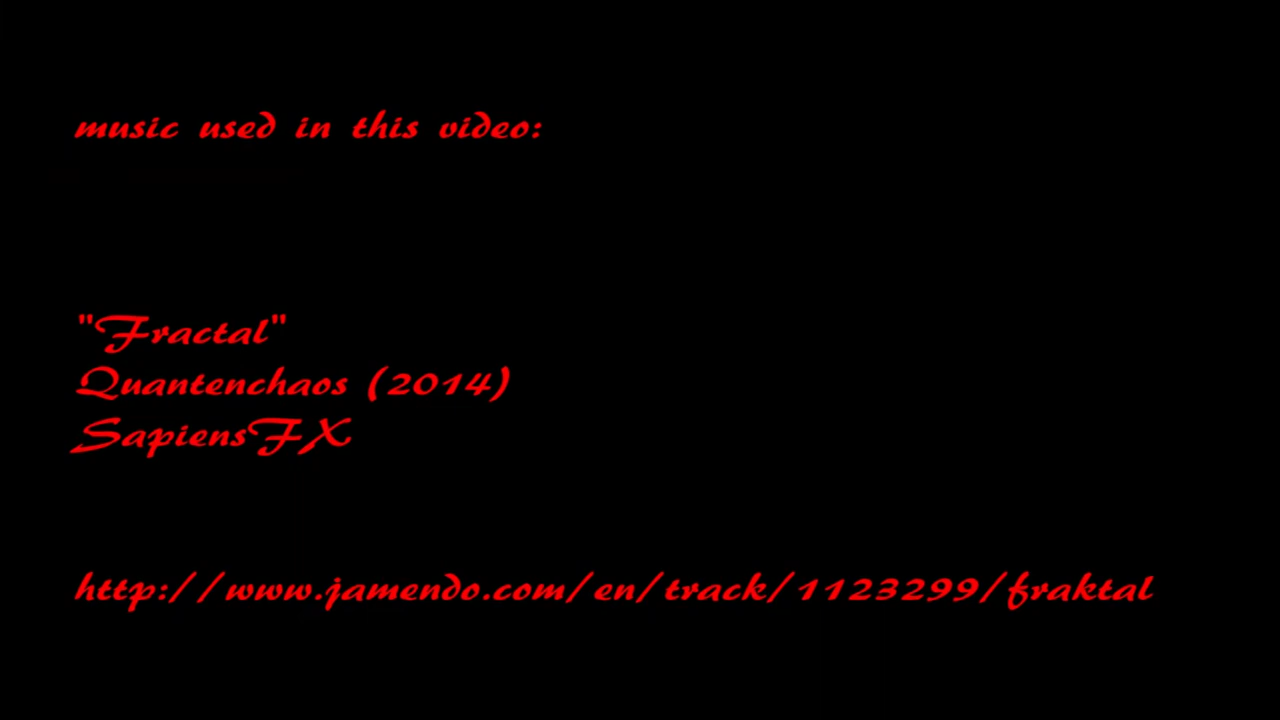 music used in this video:
"Fractal"
Quantenchaos (2014)
SapiensFX
http://www.jamendo.com/en/track/1123299/fraktal